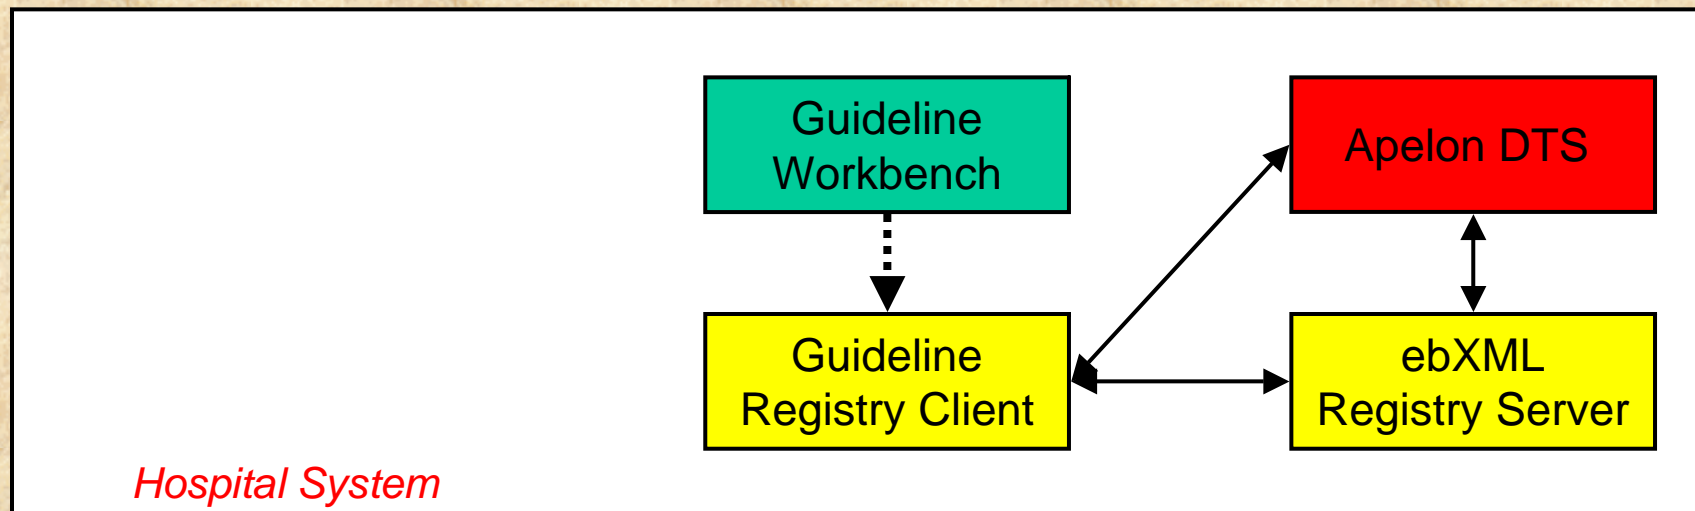 Guideline
Workbench
Apelon DTS
Guideline
Registry Client
ebXML
Registry Server
Hospital System